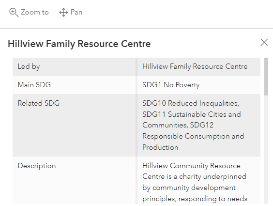 Zoom to Pan
Hillview Family Resource Centre
Led by Hillview Family Resource Centre
Main SDG SDG1 No Poverty
Related SDG SDG10 Reduced Inequalities,
SDG11 Sustainable Cities and
Communities, SDG12
Responsible Consumption and
Production
Description Hillview Community Resource
Centre is a charity underpinned
by community development
principles, responding to needs